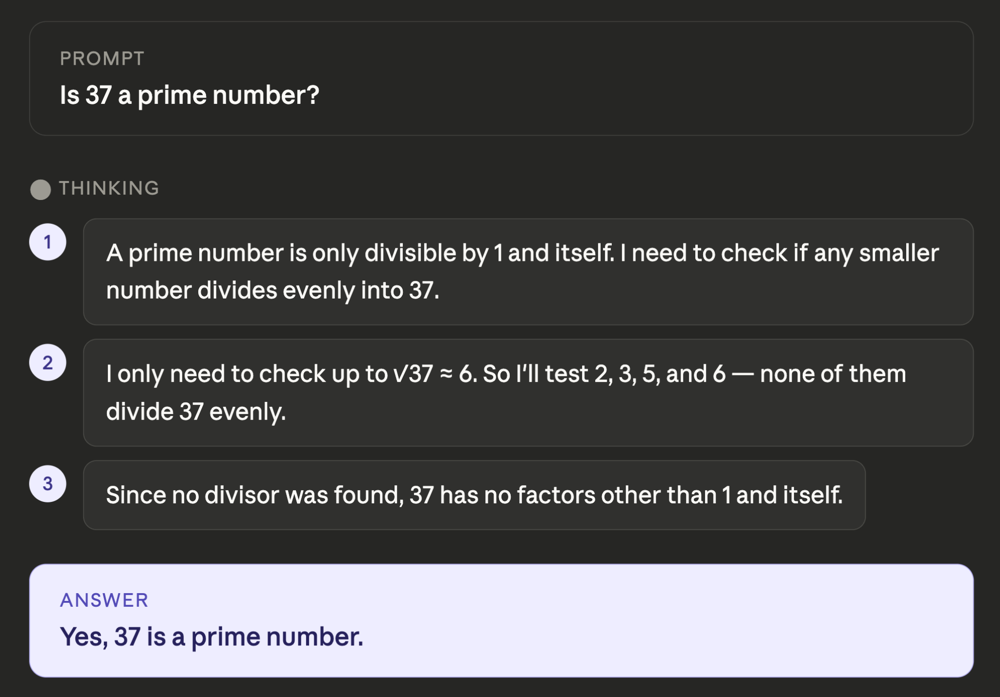 PROMPT
Is 37 a prime number?
THINKING
1
A prime number is only divisible by 1 and itself. I need to check if any smaller
number divides evenly into 37.
2
I only need to check up to √37 ≈ 6. So I'll test 2, 3, 5, and 6 — none of them
divide 37 evenly.
3
Since no divisor was found, 37 has no factors other than 1 and itself.
ANSWER
Yes, 37 is a prime number.